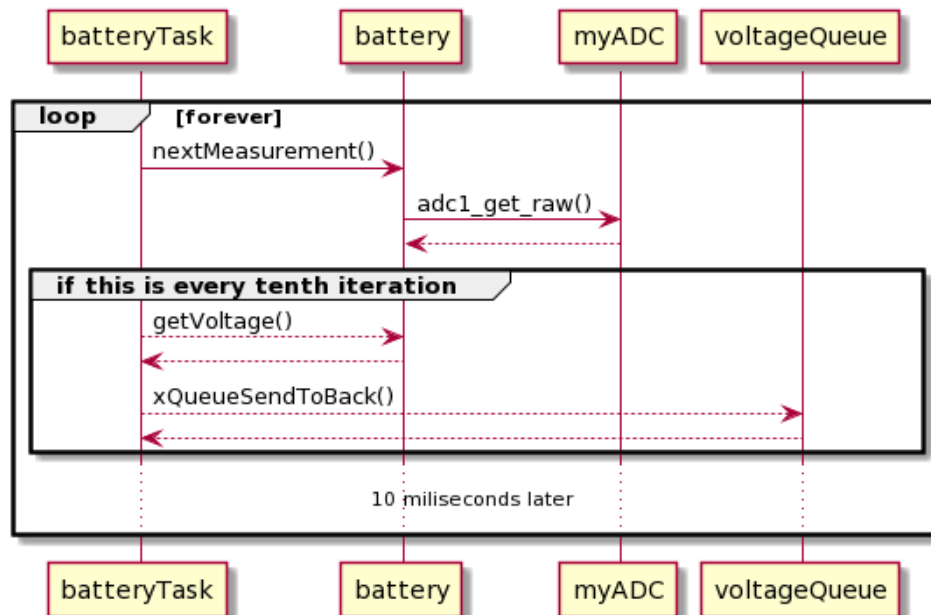 batteryTask battery myADC voltageQueue
loop [forever]
nextMeasurement()
adc1_get_raw()
if this is every tenth iteration
getVoltage()
xQueueSendToBack()
10 miliseconds later
batteryTask battery myADC voltageQueue